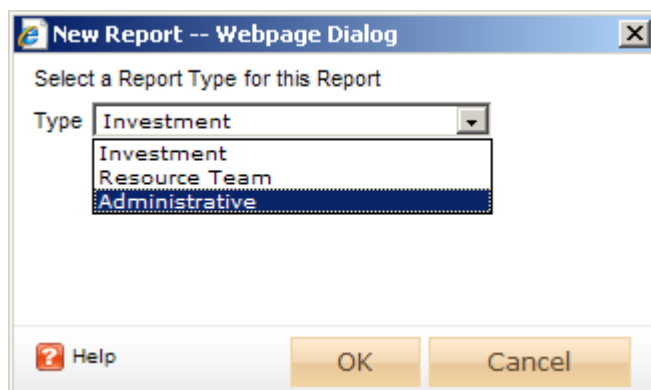 New Report -- Webpage Dialog
Select a Report Type for this Report
Type Investment
Investment
Resource Team
Administrative
Help OK Cancel